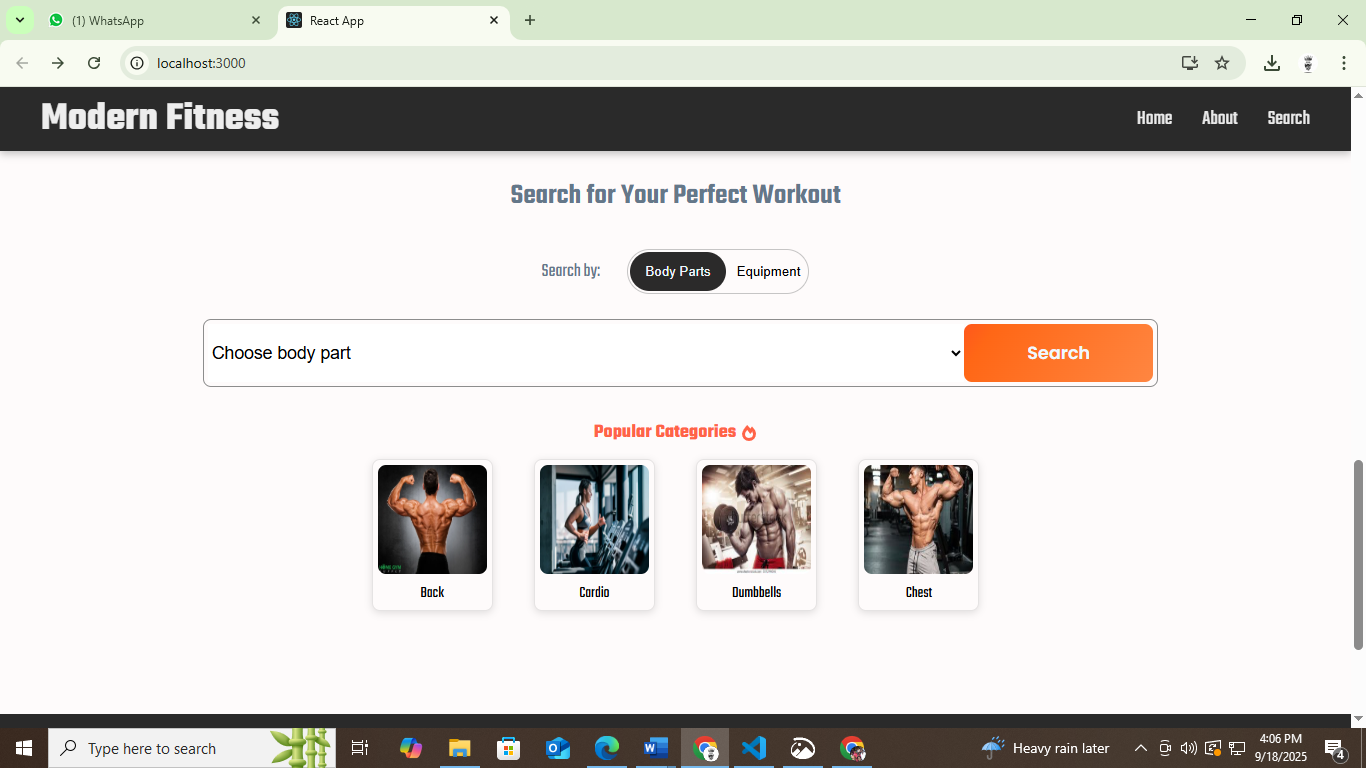 (1) WhatsApp
React App
localhost:3000
Modern Fitness
Home
About
Search
Search for Your Perfect Workout
Search by:
Body Parts
Equipment
Choose body part
Search
Popular Categories
Back
Cardio
Dumbbells
Chest
Type here to search
Heavy rain later
4:06 PM
9/18/2025
4